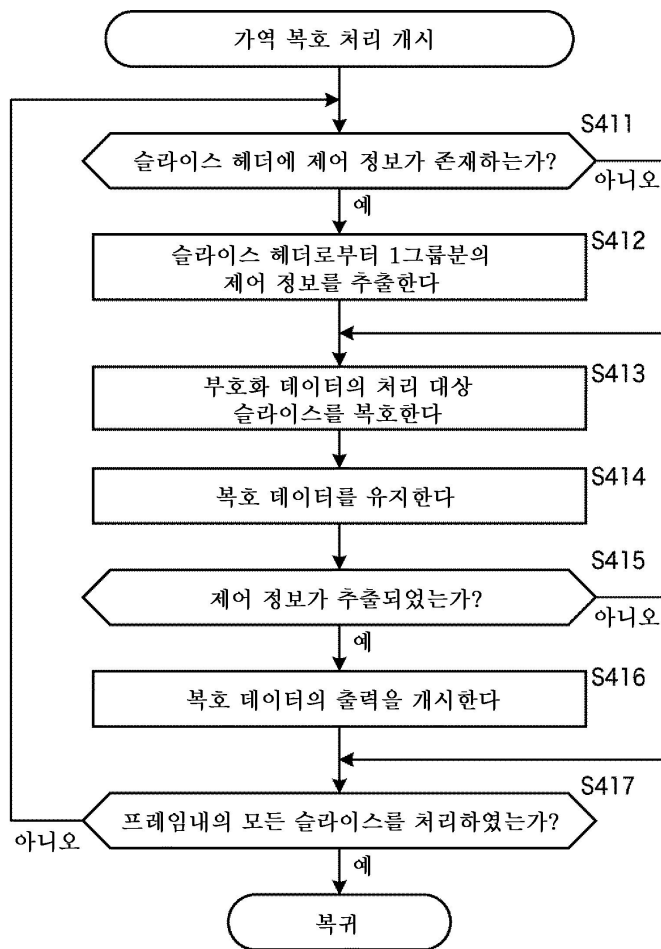 가역 복호 처리 개시
S411
슬라이스 헤더에 제어 정보가 존재하는가?
아니오
예
S412
슬라이스 헤더로부터 1그룹분의
제어 정보를 추출한다
S413
부호화 데이터의 처리 대상
슬라이스를 복호한다
S414
복호 데이터를 유지한다
S415
제어 정보가 추출되었는가?
아니오
예
S416
복호 데이터의 출력을 개시한다
S417
프레임내의 모든 슬라이스를 처리하였는가?
아니오
예
복귀